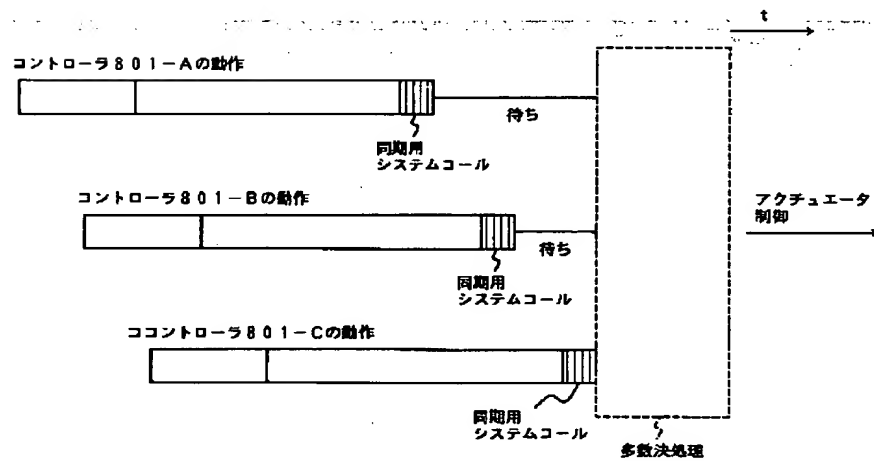 t
コントローラ801-Aの動作
待ち
同期用
システムコール
コントローラ801-Bの動作
アクチュエータ
制御
待ち
同期用
システムコール
ココントローラ801-Cの動作
同期用
システムコール
多数決処理